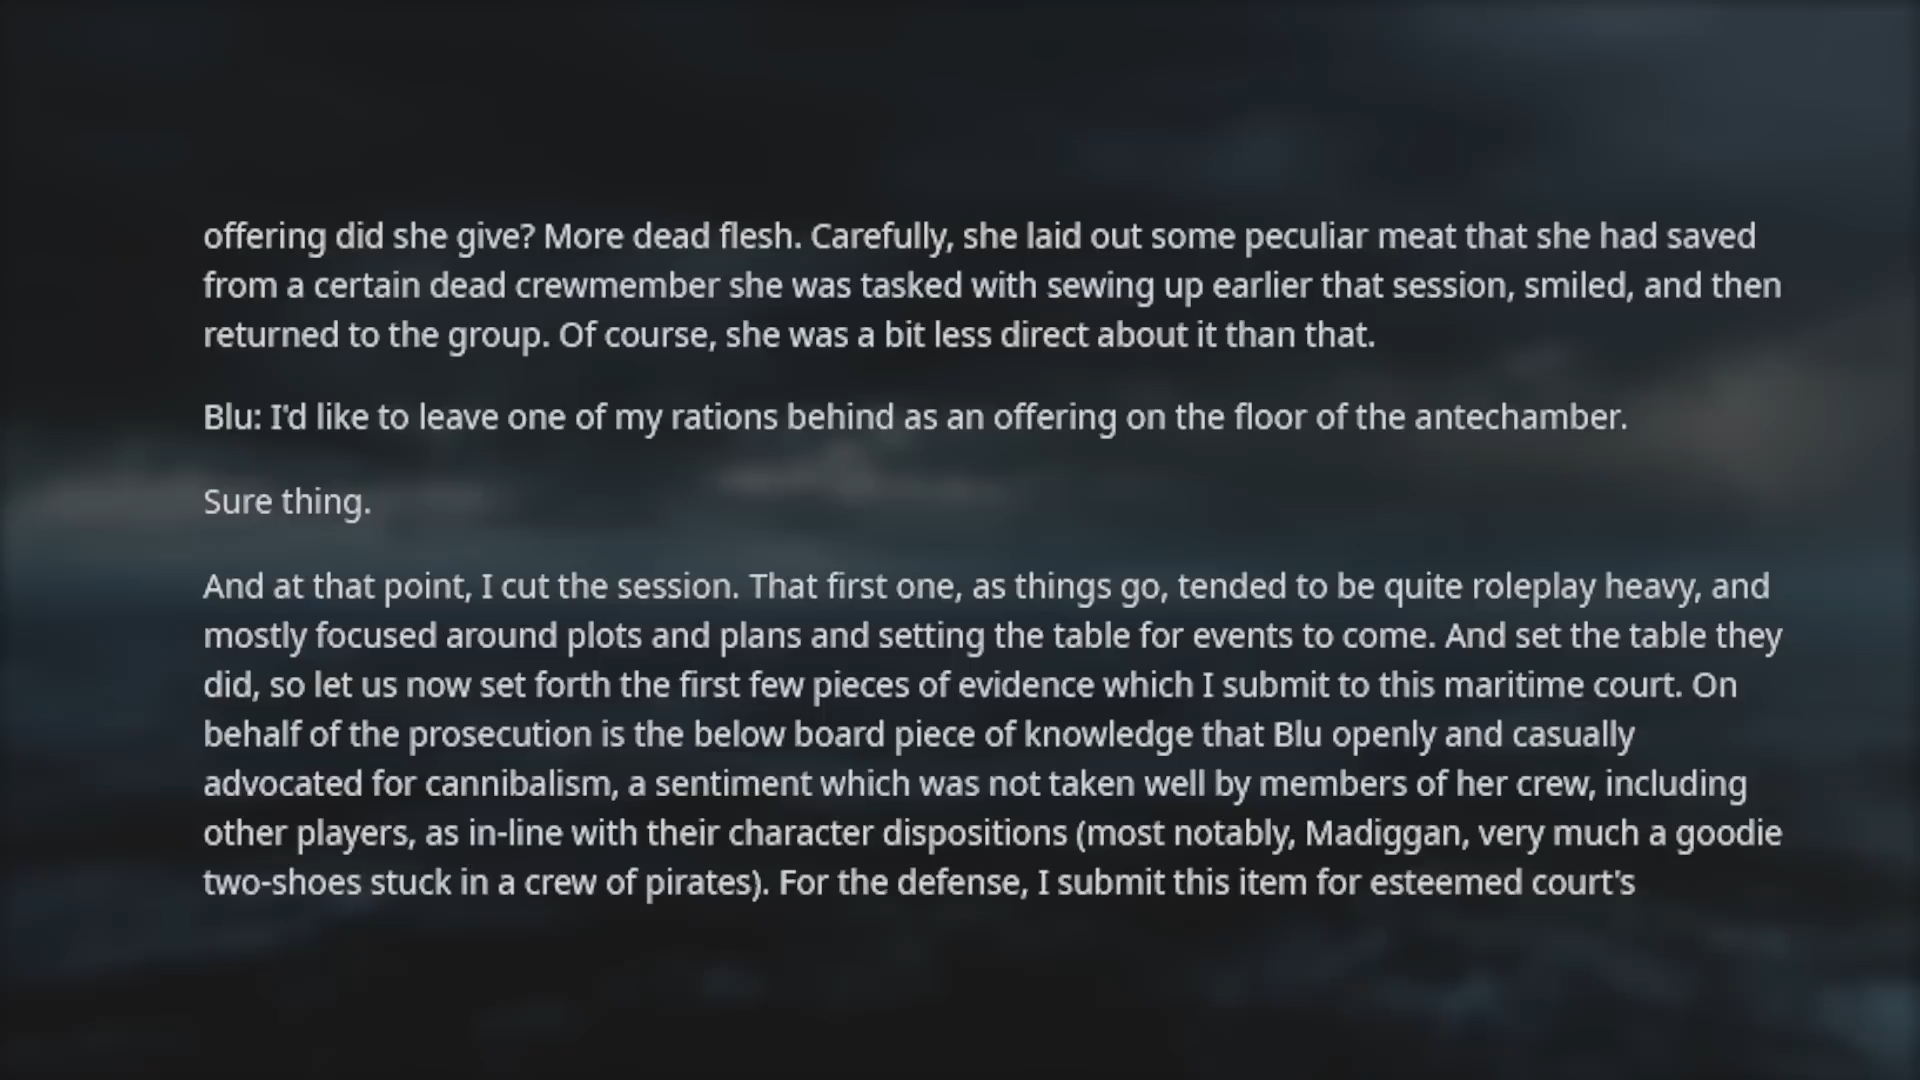 offering did she give? More dead flesh. Carefully, she laid out some peculiar meat that she had saved
from a certain dead crewmember she was tasked with sewing up earlier that session, smiled, and then
returned to the group. Of course, she was a bit less direct about it than that.
Blu: I'd like to leave one of my rations behind as an offering on the floor of the antechamber.
Sure thing.
And at that point, I cut the session. That first one, as things go, tended to be quite roleplay heavy, and
mostly focused around plots and plans and setting the table for events to come. And set the table they
did, so let us now set forth the first few pieces of evidence which I submit to this maritime court. On
behalf of the prosecution is the below board piece of knowledge that Blu openly and casually
advocated for cannibalism, a sentiment which was not taken well by members of her crew, including
other players, as in-line with their character dispositions (most notably, Madiggan, very much a goodie
two-shoes stuck in a crew of pirates). For the defense, I submit this item for esteemed court's